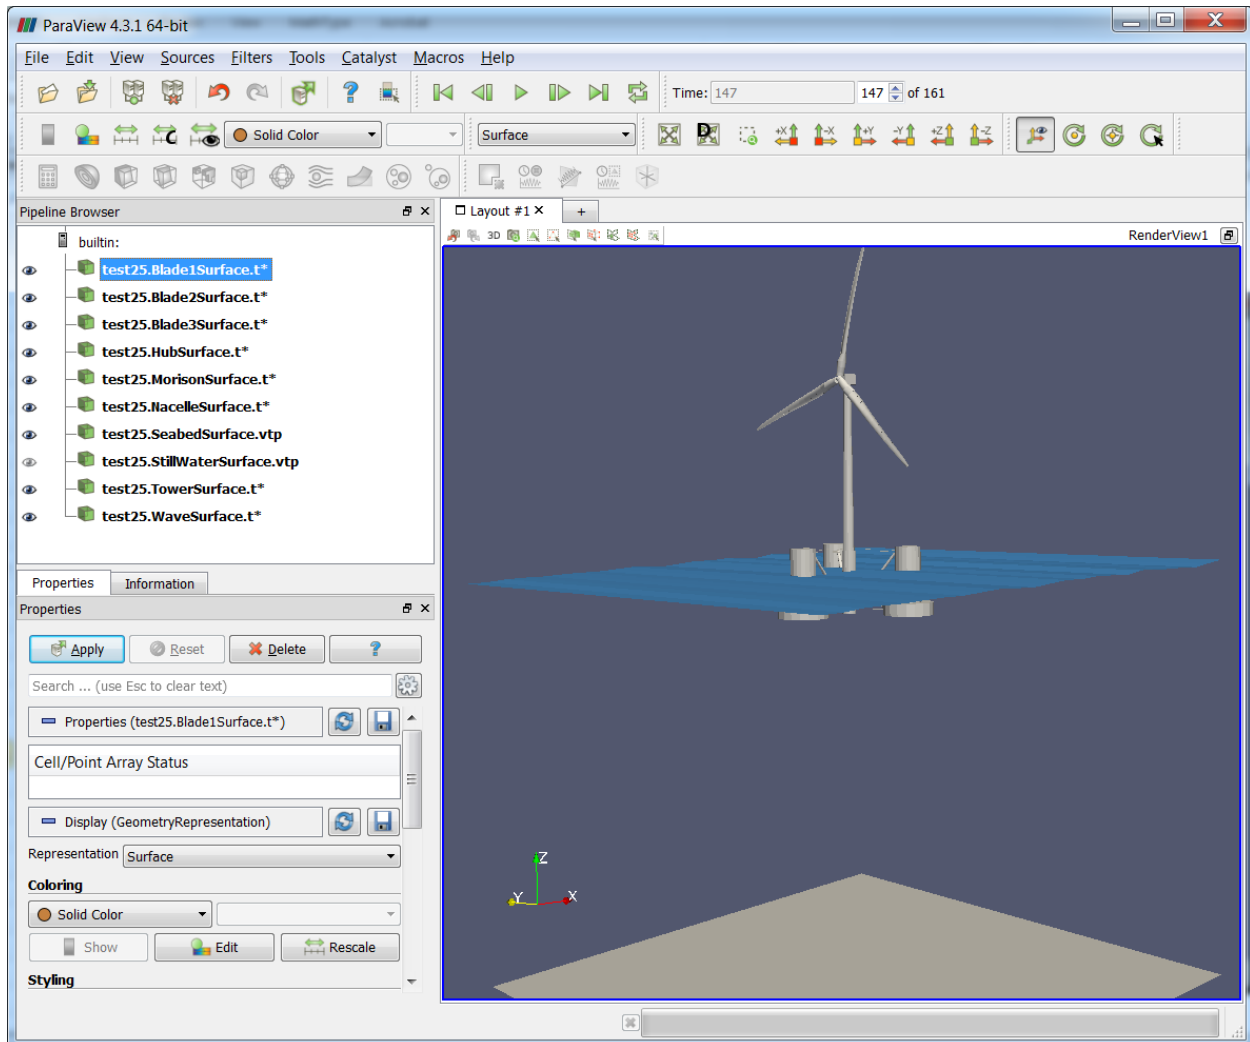 ParaView 4.3.1 64-bit
File Edit View Sources Filters Tools Catalyst Macros Help
Time: 147 147 of 161
Solid Color Surface +X -X +Y -Y +Z -Z
Pipeline Browser
Layout #1
3D RenderView1
builtin:
test25.Blade1Surface.t*
test25.Blade2Surface.t*
test25.Blade3Surface.t*
test25.HubSurface.t*
test25.MorisonSurface.t*
test25.NacelleSurface.t*
test25.SeabedSurface.vtp
test25.StillWaterSurface.vtp
test25.TowerSurface.t*
test25.WaveSurface.t*
Properties Information
Properties
Apply Reset Delete ?
Search ... (use Esc to clear text)
Properties (test25.Blade1Surface.t*)
Cell/Point Array Status
Display (GeometryRepresentation)
Representation Surface
Coloring
Solid Color
Show Edit Rescale
Styling
Z
Y X